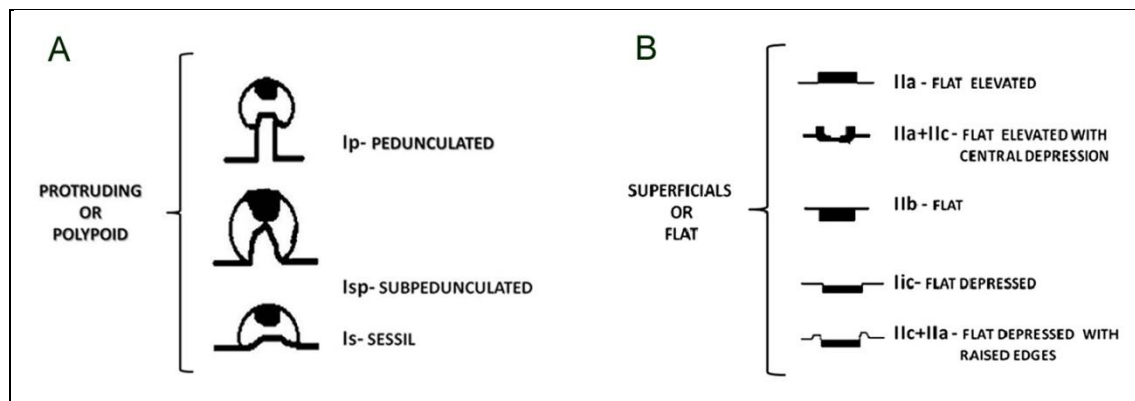 A
PROTRUDING
OR
POLYPOID
Ip- PEDUNCULATED
Isp- SUBPEDUNCULATED
Is- SESSIL
B
SUPERFICIALS
OR
FLAT
IIa - FLAT ELEVATED
IIa+IIc- FLAT ELEVATED WITH
CENTRAL DEPRESSION
IIb - FLAT
Iic- FLAT DEPRESSED
IIc+IIa- FLAT DEPRESSED WITH
RAISED EDGES